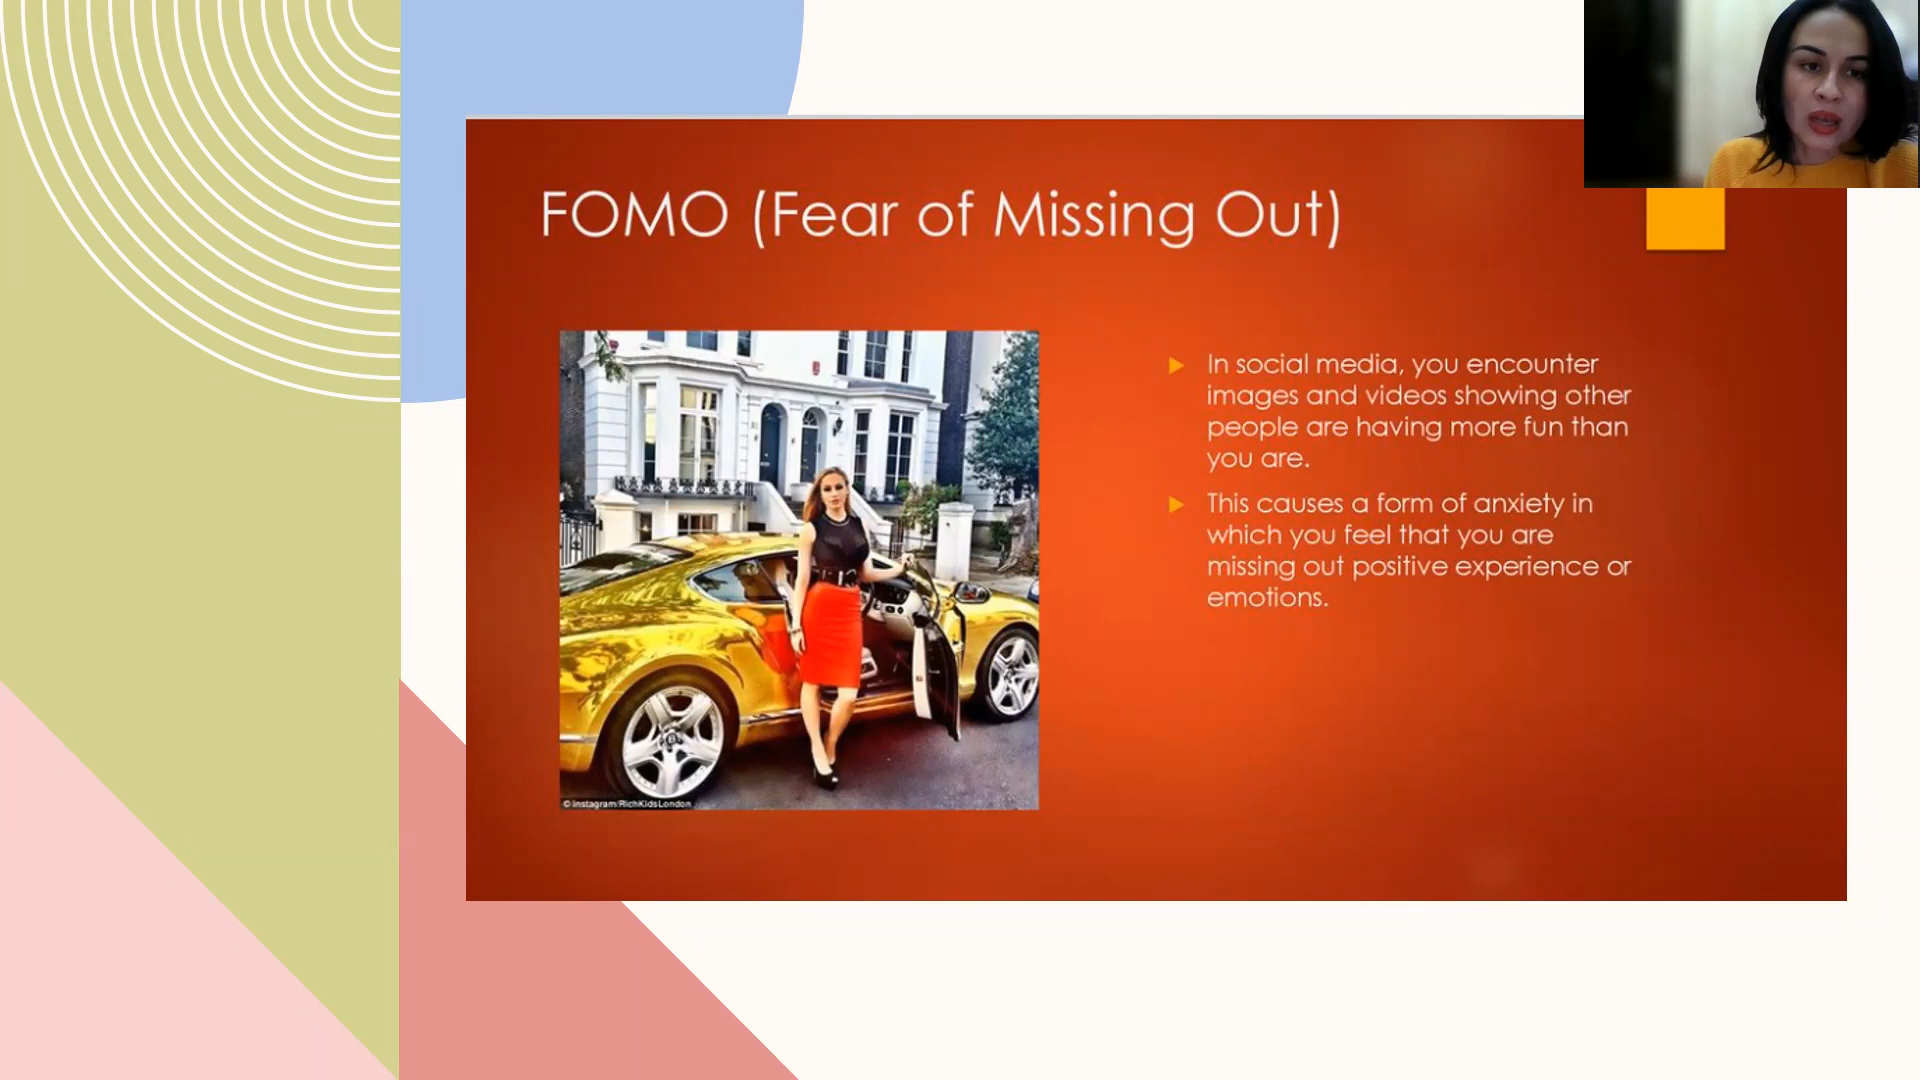 FOMO (Fear of Missing Out)
In social media, you encounter
images and videos showing other
people are having more fun than
you are.
This causes a form of anxiety in
which you feel that you are
missing out positive experience or
emotions.
© Instagram/RichKidsLondon